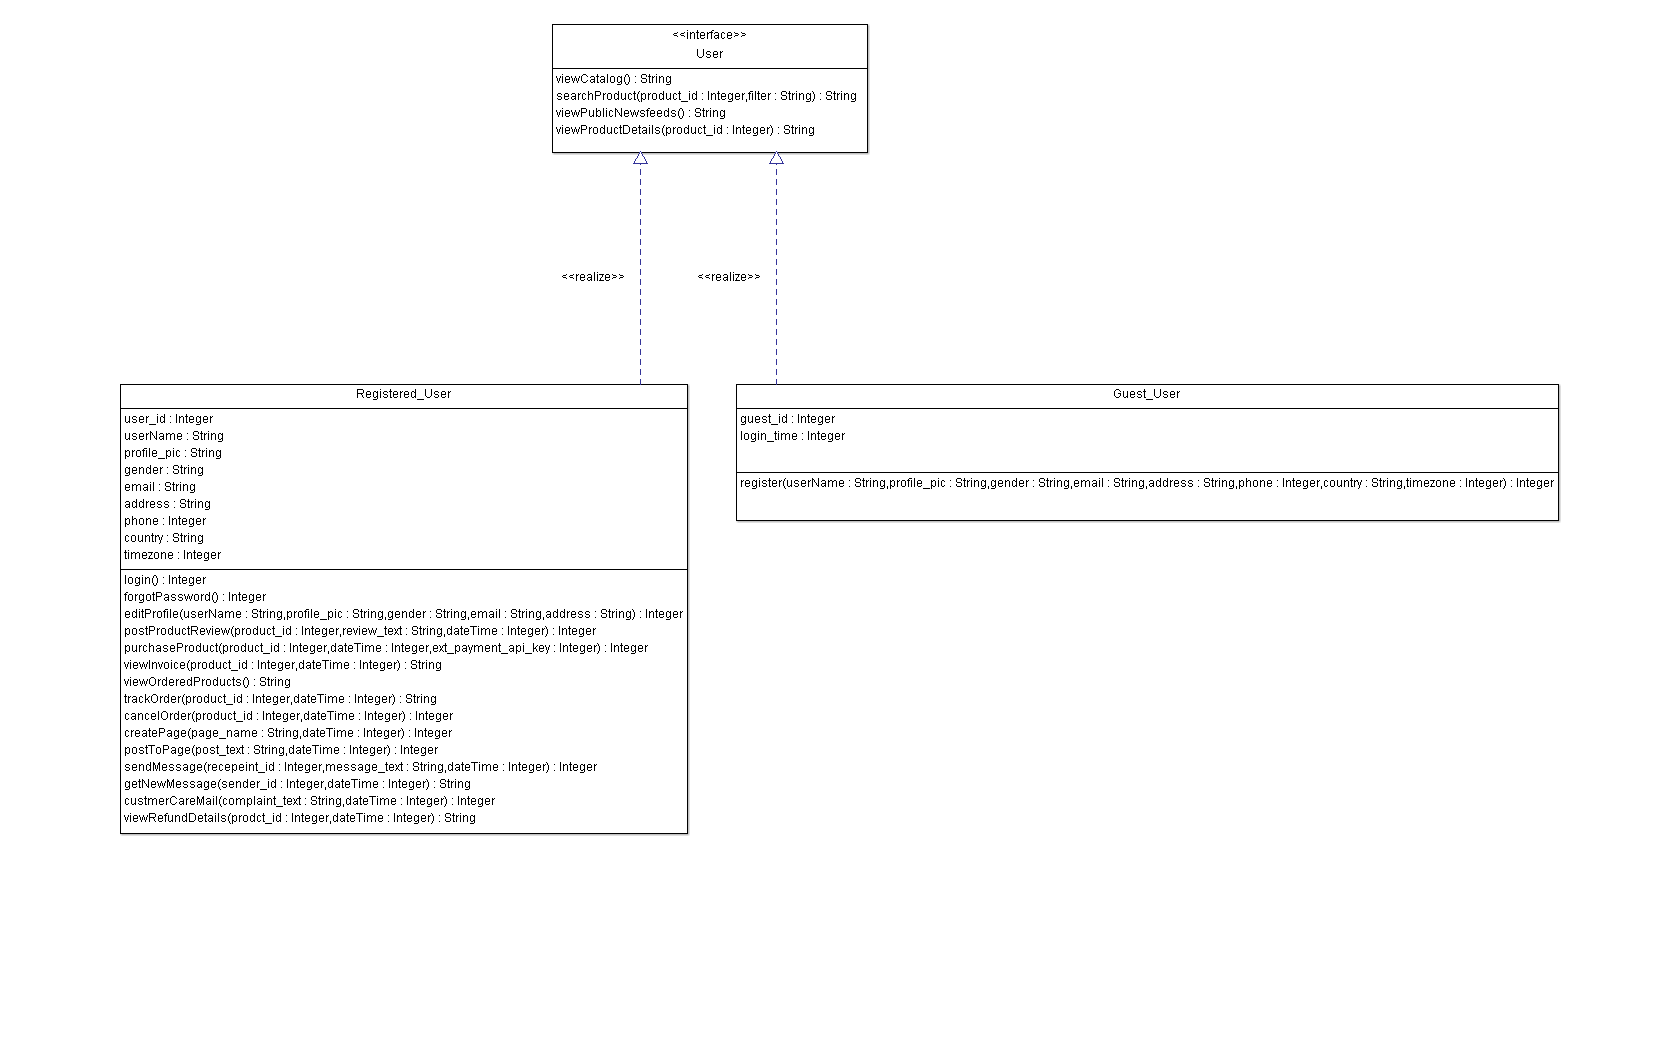 <<interface>>
User
viewCatalog() : String
searchProduct(product_id : Integer,filter : String) : String
viewPublicNewsfeeds() : String
viewProductDetails(product_id : Integer) : String
<<realize>>
<<realize>>
Registered_User
user_id : Integer
userName : String
profile_pic : String
gender : String
email : String
address : String
phone : Integer
country : String
timezone : Integer
login() : Integer
forgotPassword() : Integer
editProfile(userName : String,profile_pic : String,gender : String,email : String,address : String) : Integer
postProductReview(product_id : Integer,review_text : String,dateTime : Integer) : Integer
purchaseProduct(product_id : Integer,dateTime : Integer,ext_payment_api_key : Integer) : Integer
viewInvoice(product_id : Integer,dateTime : Integer) : String
viewOrderedProducts() : String
trackOrder(product_id : Integer,dateTime : Integer) : String
cancelOrder(product_id : Integer,dateTime : Integer) : Integer
createPage(page_name : String,dateTime : Integer) : Integer
postToPage(post_text : String,dateTime : Integer) : Integer
sendMessage(recepeint_id : Integer,message_text : String,dateTime : Integer) : Integer
getNewMessage(sender_id : Integer,dateTime : Integer) : String
custmerCareMail(complaint_text : String,dateTime : Integer) : Integer
viewRefundDetails(prodct_id : Integer,dateTime : Integer) : String
Guest_User
guest_id : Integer
login_time : Integer
register(userName : String,profile_pic : String,gender : String,email : String,address : String,phone : Integer,country : String,timezone : Integer) : Integer